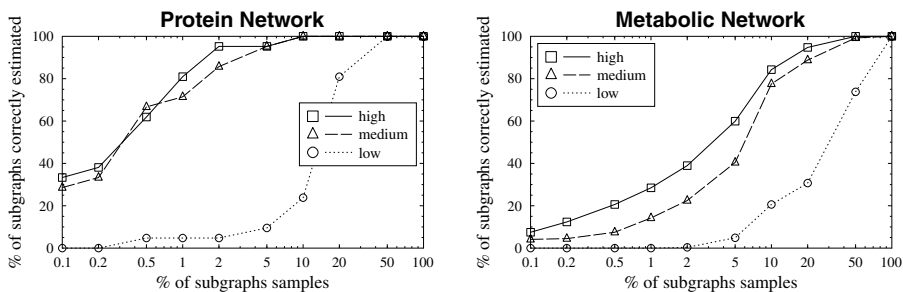 Protein Network
% of subgraphs correctly estimated
100
80
60
40
20
0
high
medium
low
0.1 0.2 0.5 1 2 5 10 20 50 100
% of subgraphs samples
Metabolic Network
% of subgraphs correctly estimated
100
80
60
40
20
0
high
medium
low
0.1 0.2 0.5 1 2 5 10 20 50 100
% of subgraphs samples